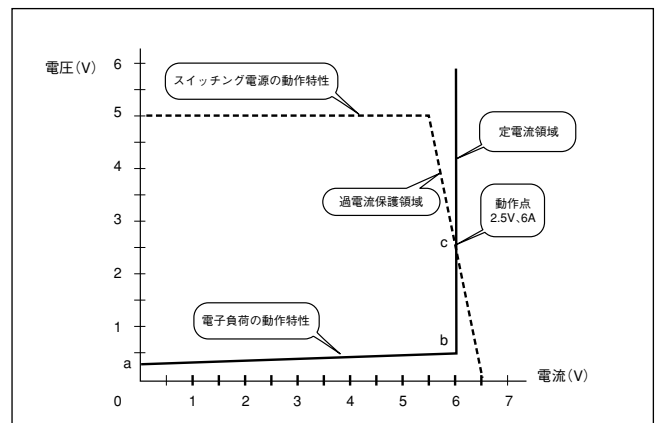 電圧（V）
6
スイッチング電源の動作特性
5
定電流領域
4
過電流保護領域
動作点
2.5V、6A
3
c
2
電子負荷の動作特性
1
b
a
電流（V）
0 1 2 3 4 5 6 7